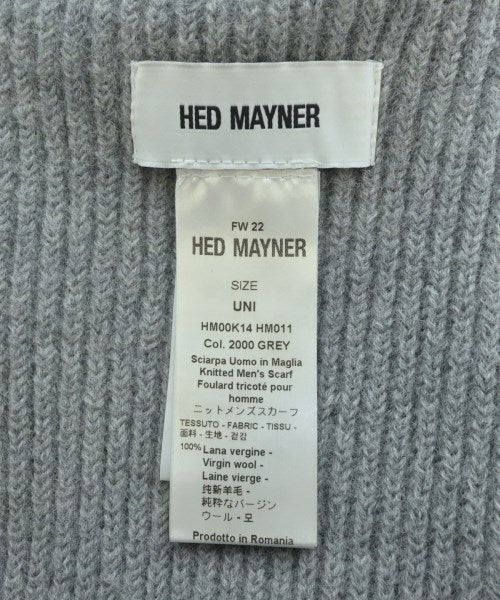 HED MAYNER
FW 22
HED MAYNER
SIZE
UNI
HM00K14 HM011
Col. 2000 GREY
Sciarpa Uomo in Maglia
Knitted Men's Scarf
Foulard tricoté pour
homme
ニットメンズスカーフ
TESSUTO - FABRIC - TISSU -
面料 - 生地 - 겉감
100% Lana vergine -
Virgin wool -
Laine vierge -
纯新羊毛 -
純粋なバージン
ウール - 모
Prodotto in Romania